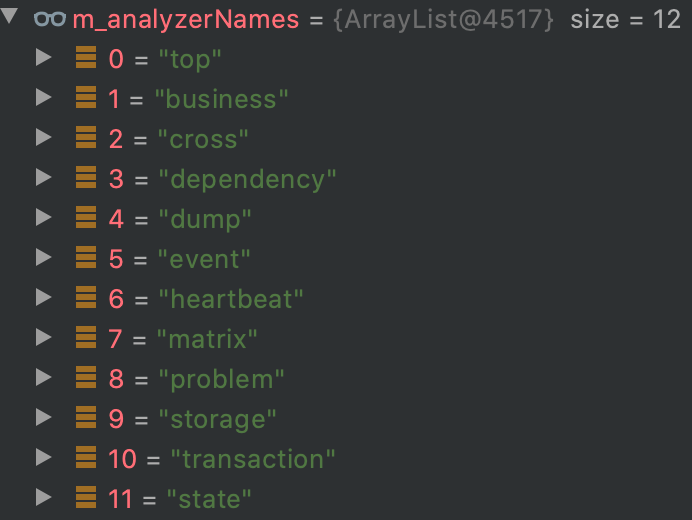 m_analyzerNames = {ArrayList@4517} size = 12
0 = "top"
1 = "business"
2 = "cross"
3 = "dependency"
4 = "dump"
5 = "event"
6 = "heartbeat"
7 = "matrix"
8 = "problem"
9 = "storage"
10 = "transaction"
11 = "state"